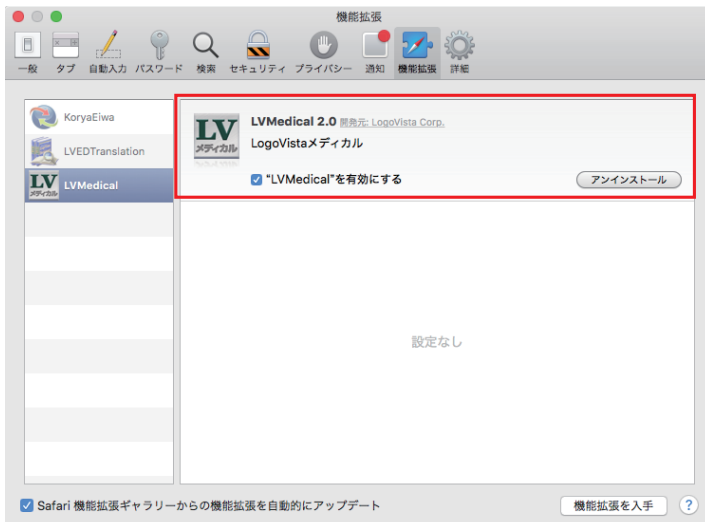 機能拡張
一般 タブ 自動入力 パスワード 検索 セキュリティ プライバシー 通知 機能拡張 詳細
KoryaEiwa
LVEDTranslation
LV メディカル LVMedical
LV メディカル
LVMedical 2.0 開発元: LogoVista Corp.
LogoVistaメディカル
“LVMedical”を有効にする アンインストール
設定なし
Safari 機能拡張ギャラリーからの機能拡張を自動的にアップデート 機能拡張を入手 ?